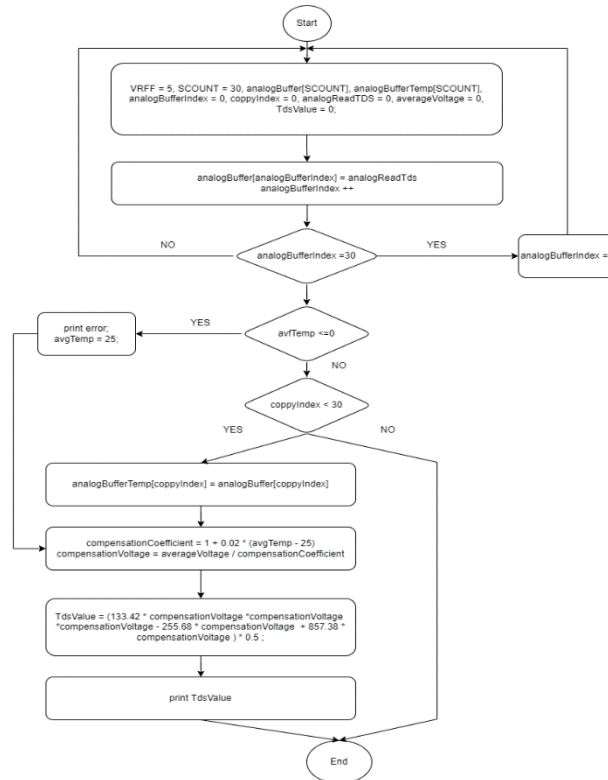 Start
VRFF = 5, SCOUNT = 30, analogBuffer[SCOUNT], analogBufferTemp[SCOUNT],
analogBufferIndex = 0, coppyIndex = 0, analogReadTDS = 0, averageVoltage = 0,
TdsValue = 0;
analogBuffer[analogBufferIndex] = analogReadTds
analogBufferIndex ++
NO
analogBufferIndex =30
YES
analogBufferIndex =
print error;
avgTemp = 25;
YES
avfTemp <=0
NO
coppyIndex < 30
YES
NO
analogBufferTemp[coppyIndex] = analogBuffer[coppyIndex]
compensationCoefficient = 1 + 0.02 * (avgTemp - 25)
compensationVoltage = averageVoltage / compensationCoefficient
TdsValue = (133.42 * compensationVoltage *compensationVoltage
*compensationVoltage - 255.68 * compensationVoltage + 857.38 *
compensationVoltage ) * 0.5 ;
print TdsValue
End